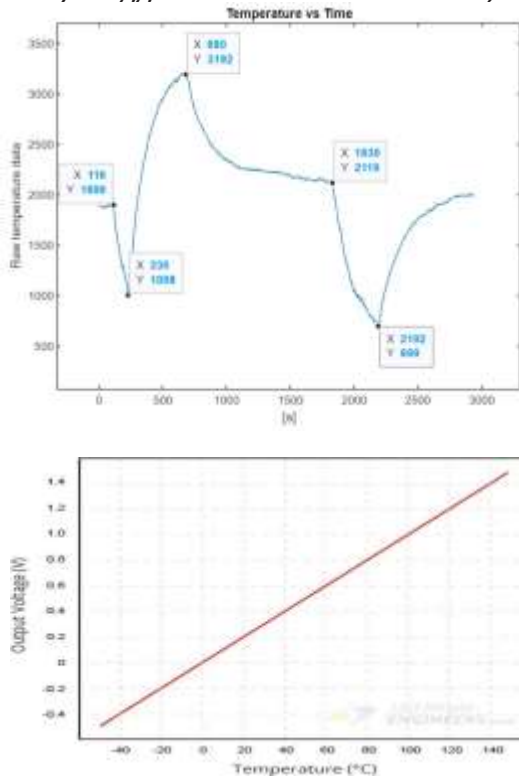 Temperature vs Time
3500
3000
2500
2000
1500
1000
500
Raw temperature data
X 680
Y 3192
X 116
Y
X
Y
X 1830
Y 2119
X 2192
Y 699
0 500 1000 1500 2000 2500 3000
[s]
1.4
1.2
1.0
0.8
0.6
0.4
0.2
0
-0.2
-0.4
Output Voltage (V)
-40 -20 0 20 40 60 80 100 120 140
Temperature (°C)
ENGINEERS